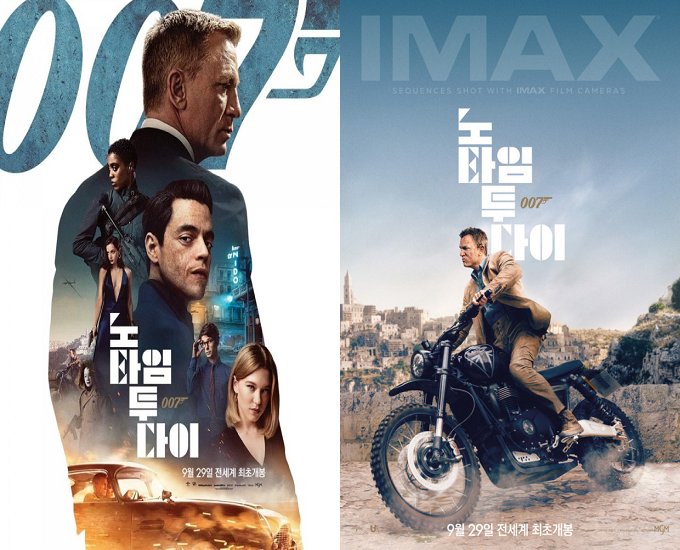 007
노
타임
투
007
다이
9월 29일 전세계 최초개봉
IMAX
SEQUENCES SHOT WITH IMAX FILM CAMERAS
노
타임
투
007
다이
9월 29일 전세계 최초개봉
MGM